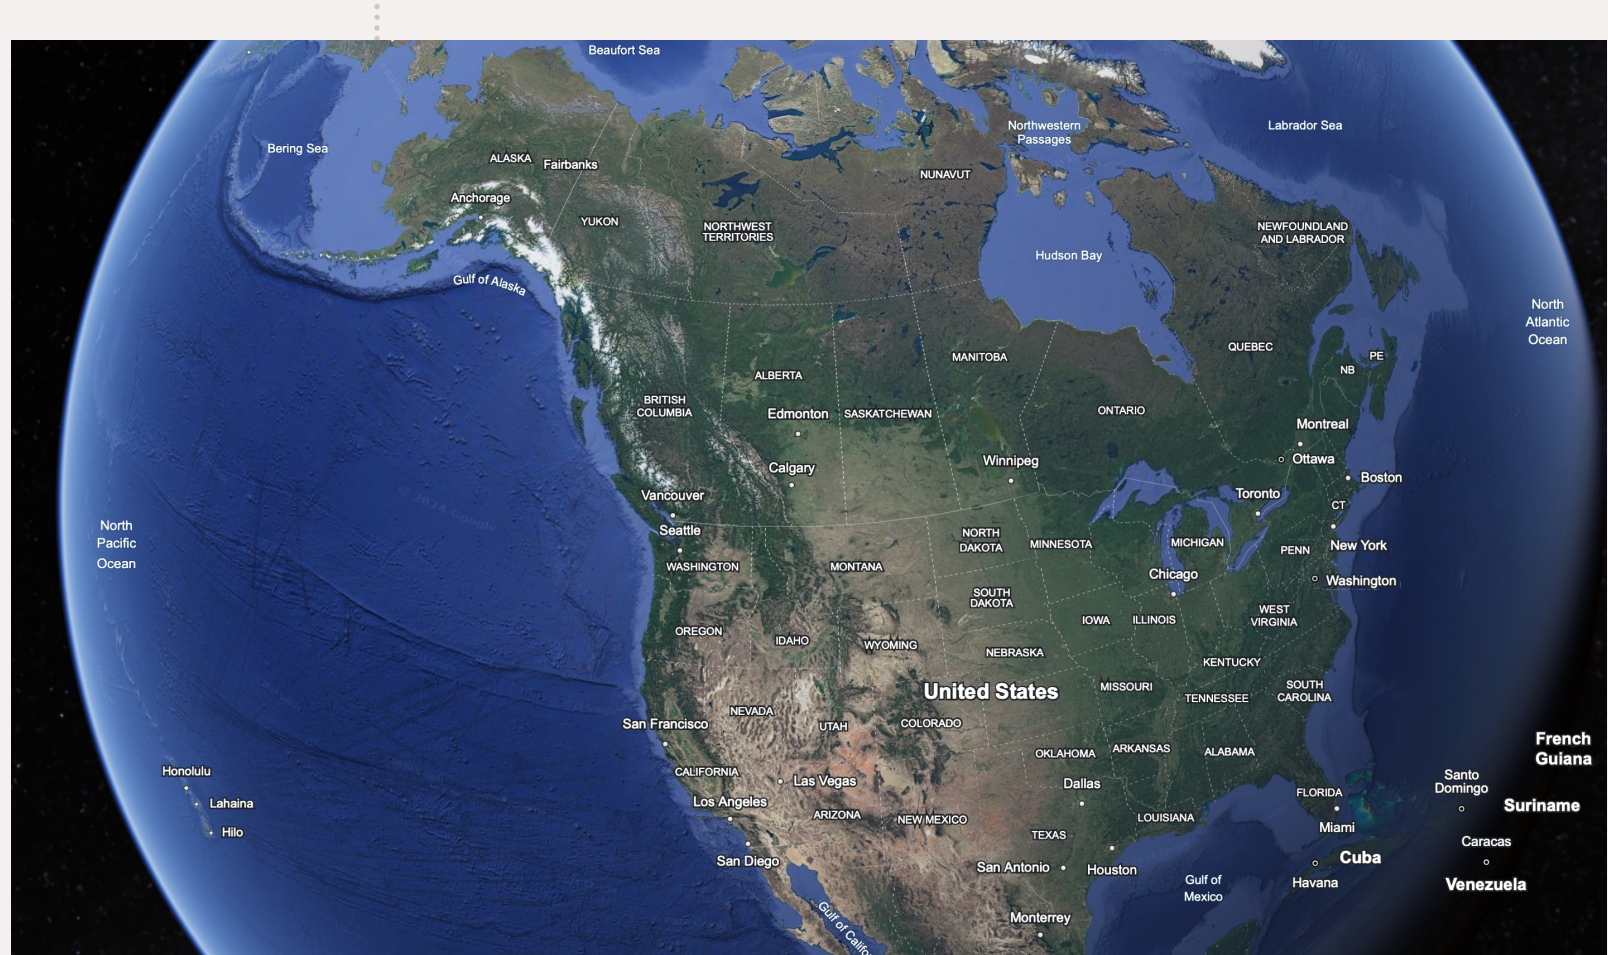 Beaufort Sea
Labrador Sea
Northwestern
Passages
Bering Sea
ALASKA
Fairbanks
NUNAVUT
Anchorage
YUKON
NORTHWEST
TERRITORIES
NEWFOUNDLAND
AND LABRADOR
Hudson Bay
Gulf of Alaska
North
Atlantic
Ocean
QUEBEC
MANITOBA
PE
NB
ALBERTA
BRITISH
COLUMBIA
Edmonton
SASKATCHEWAN
ONTARIO
Montreal
Ottawa
Winnipeg
Calgary
Boston
Vancouver
Toronto
CT
© 2024 Google
North
Pacific
Ocean
Seattle
NORTH
DAKOTA
MINNESOTA
MICHIGAN
PENN
New York
WASHINGTON
MONTANA
Chicago
Washington
SOUTH
DAKOTA
IOWA
ILLINOIS
WEST
VIRGINIA
OREGON
IDAHO
WYOMING
NEBRASKA
KENTUCKY
United States
MISSOURI
TENNESSEE
SOUTH
CAROLINA
NEVADA
San Francisco
UTAH
COLORADO
OKLAHOMA
ARKANSAS
ALABAMA
French
Guiana
Honolulu
CALIFORNIA
Las Vegas
Dallas
Santo
Domingo
FLORIDA
Lahaina
Los Angeles
ARIZONA
NEW MEXICO
LOUISIANA
Suriname
Hilo
TEXAS
Miami
Caracas
San Diego
San Antonio
Houston
Cuba
Havana
Gulf of
Mexico
Venezuela
Monterrey
Gulf of Califo